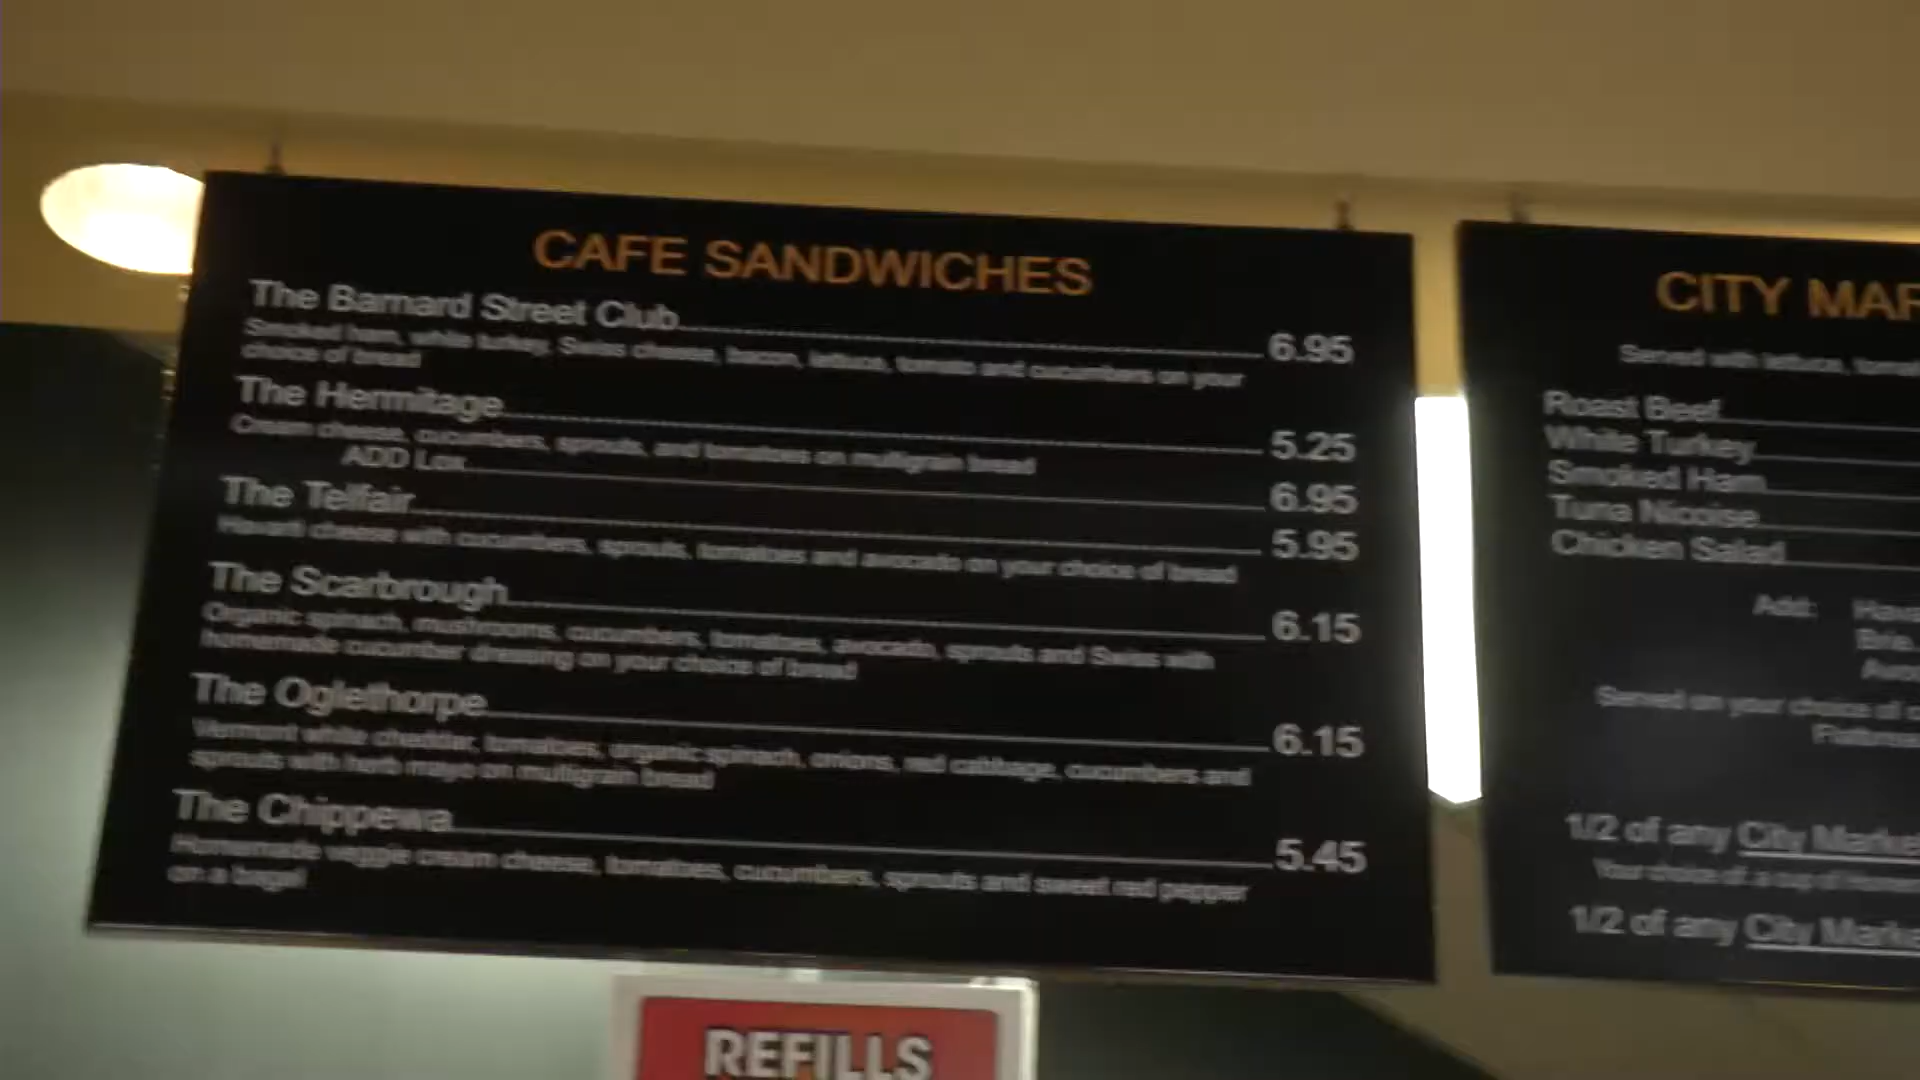 CAFE SANDWICHES
The Barnard Street Club 6.95
Smoked ham, white turkey, Swiss cheese, bacon, lettuce, tomato and cucumbers on your
choice of bread
The Hermitage 5.25
Cream cheese, cucumbers, sprouts, and tomatoes on multigrain bread
ADD Lox 6.95
The Telfair 5.95
Havarti cheese with cucumbers, sprouts, tomatoes and avocado on your choice of bread
The Scarbrough 6.15
Organic spinach, mushrooms, cucumbers, tomatoes, avocado, sprouts and Swiss with
homemade cucumber dressing on your choice of bread
The Oglethorpe 6.15
Vermont white cheddar, tomatoes, organic spinach, onions, red cabbage, cucumbers and
sprouts with herb mayo on multigrain bread
The Chippewa 5.45
Homemade veggie cream cheese, tomatoes, cucumbers, sprouts and sweet red pepper
on a bagel
CITY MAR
Served with lettuce,
Roast Beef
White Turkey
Smoked Ham
Tuna Nicoise
Chicken Salad
Add:
Brie
Served on your choice of
1/2 of any City Marke
Your choice of a cup of
1/2 of any City Marke
REFILLS